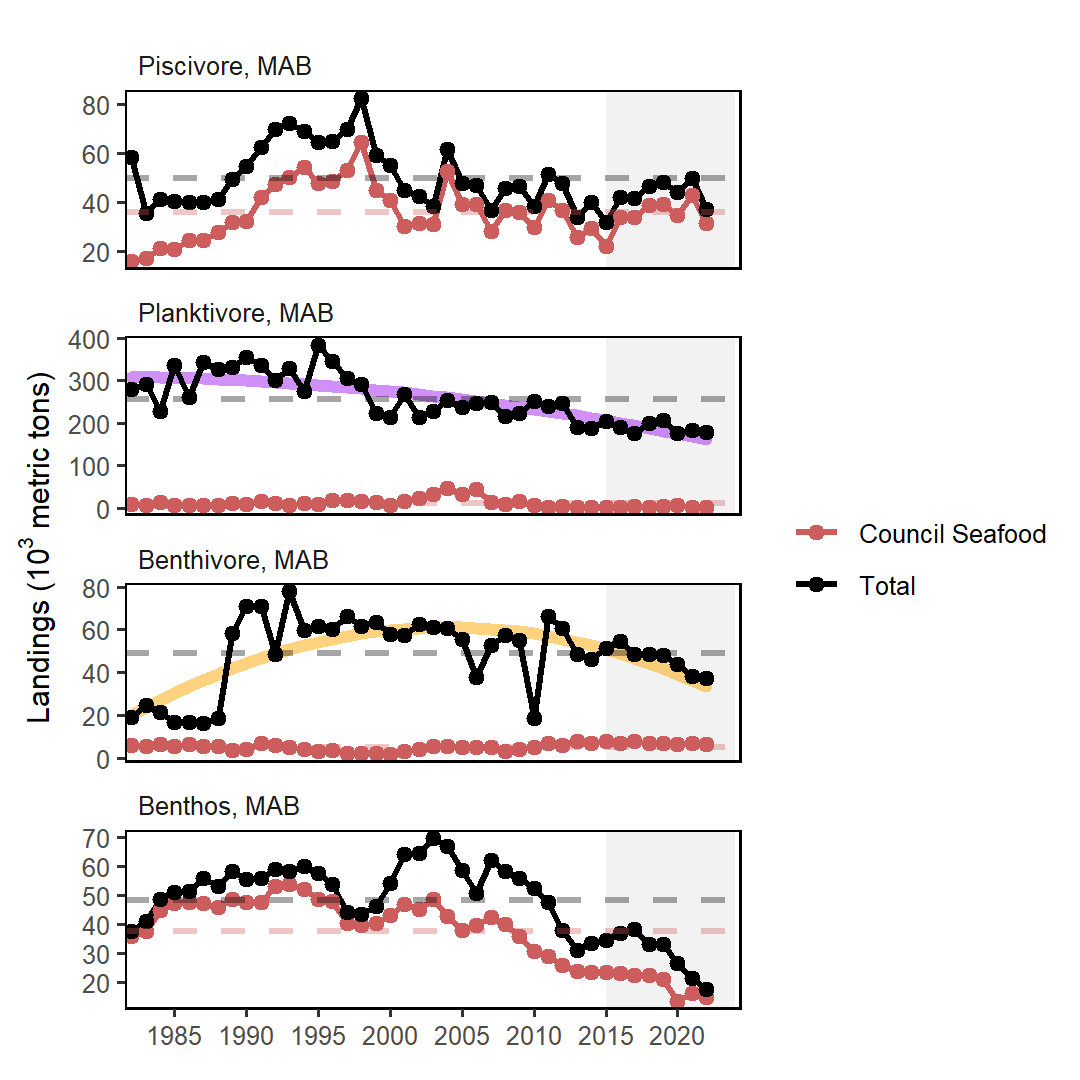 Piscivore, MAB
80
60
40
20
Planktivore, MAB
400
300
200
100
0
Benthivore, MAB
80
60
40
20
0
Benthos, MAB
70
60
50
40
30
20
1985 1990 1995 2000 2005 2010 2015 2020
Landings (10³ metric tons)
Council Seafood
Total